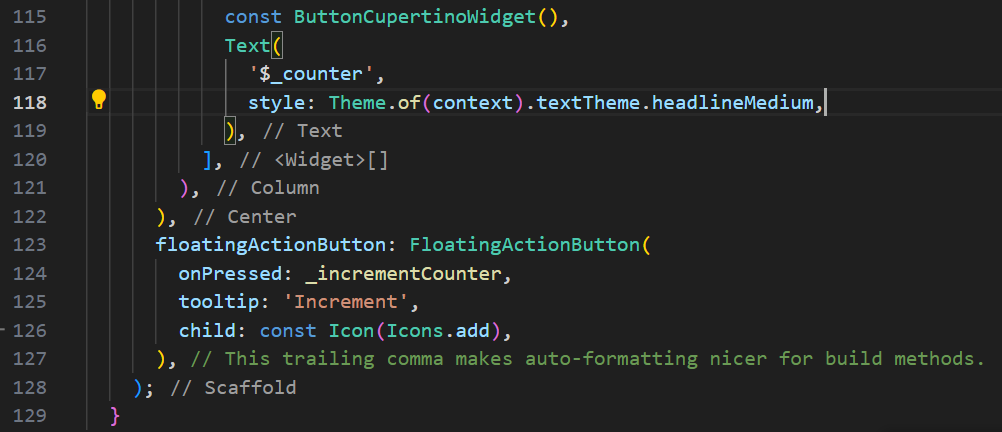 115 const ButtonCupertinoWidget(),
116 Text(
117 '$_counter',
118 style: Theme.of(context).textTheme.headlineMedium,
119 ), // Text
120 ], // <Widget>[]
121 ), // Column
122 ), // Center
123 floatingActionButton: FloatingActionButton(
124 onPressed: _incrementCounter,
125 tooltip: 'Increment',
126 child: const Icon(Icons.add),
127 ), // This trailing comma makes auto-formatting nicer for build methods.
128 ); // Scaffold
129 }